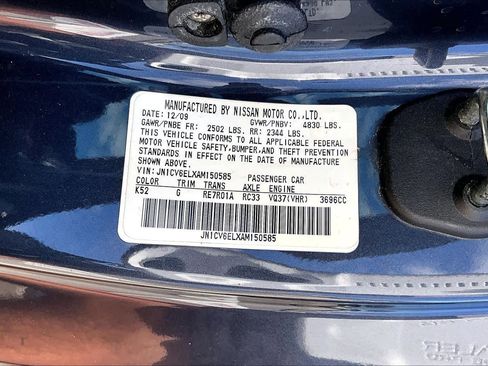 MANUFACTURED BY NISSAN MOTOR CO.,LTD.
DATE: 12/09 GVWR/PNBV: 4830 LBS.
GAWR/PNBE FR: 2502 LBS. RR: 2344 LBS.
THIS VEHICLE CONFORMS TO ALL APPLICABLE FEDERAL
MOTOR VEHICLE SAFETY,BUMPER,AND THEFT PREVENTION
STANDARDS IN EFFECT ON THE DATE OF MANUFACTURE
SHOWN ABOVE.
VIN: JN1CV6ELXAM150585 PASSENGER CAR
COLOR TRIM TRANS AXLE ENGINE
K52 G RE7R01A RC33 VQ37(VHR) 3696CC
JN1CV6ELXAM150585